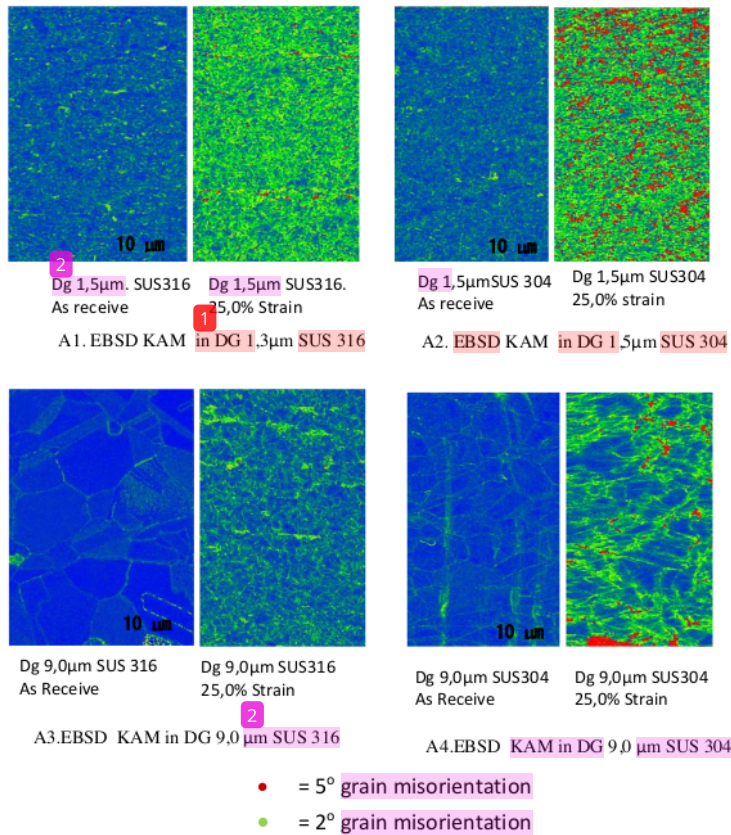 10 µm
10 µm
2
Dg 1,5µm. SUS316
As receive
Dg 1,5µm SUS316.
25,0% Strain
Dg 1,5µmSUS 304
As receive
Dg 1,5µm SUS304
25,0% strain
1
A1. EBSD KAM in DG 1,3µm SUS 316
A2. EBSD KAM in DG 1,5µm SUS 304
10 µm
10 µm
Dg 9,0µm SUS 316
As Receive
Dg 9,0µm SUS316
25,0% Strain
Dg 9,0µm SUS304
As Receive
Dg 9,0µm SUS304
25,0% Strain
2
A3.EBSD KAM in DG 9,0 µm SUS 316
A4.EBSD KAM in DG 9,0 µm SUS 304
= 5° grain misorientation
= 2° grain misorientation